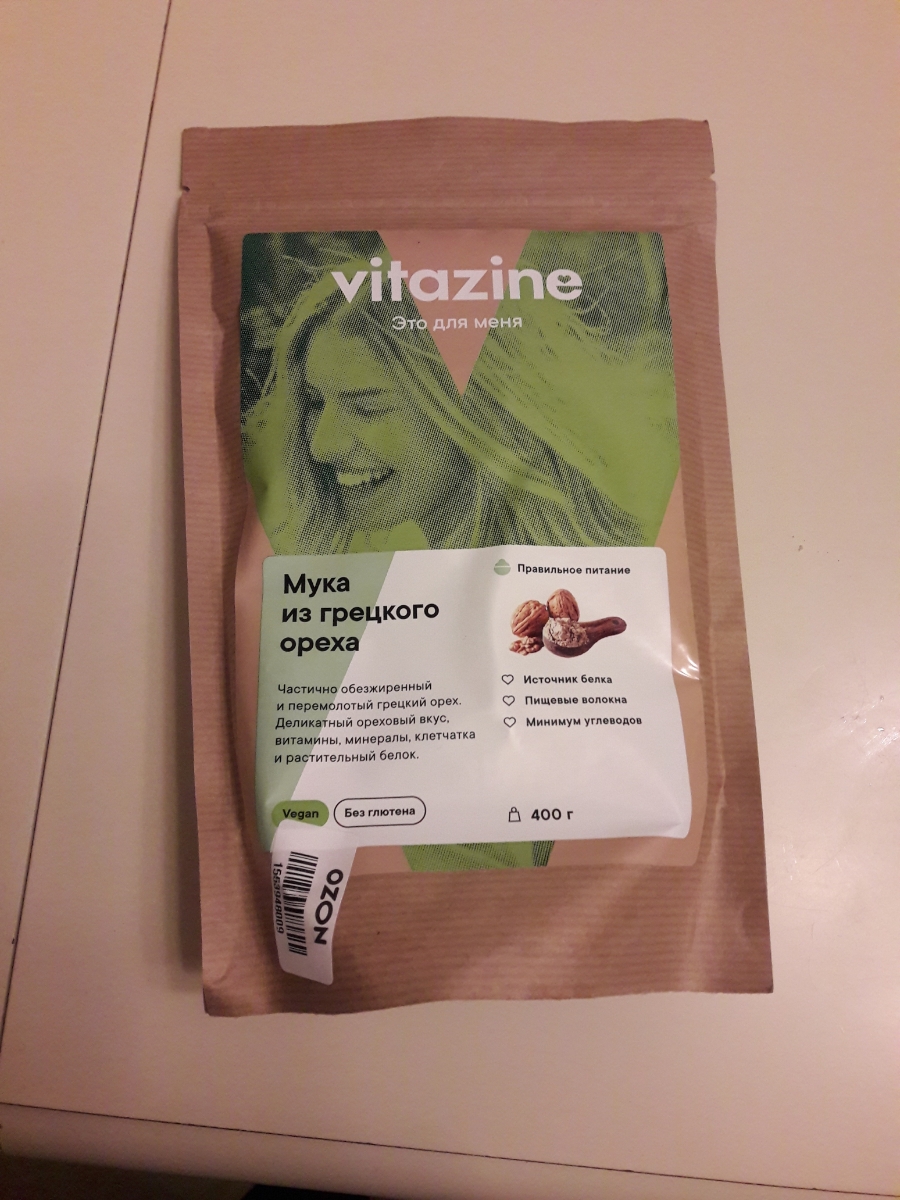 vitazine
Это для меня
Мука
из грецкого
ореха
Частично обезжиренный
и перемолотый грецкий орех.
Деликатный ореховый вкус,
витамины, минералы, клетчатка
и растительный белок.
Vegan
Без глютена
Правильное питание
Источник белка
Пищевые волокна
Минимум углеводов
400 г
OZON
1553948009